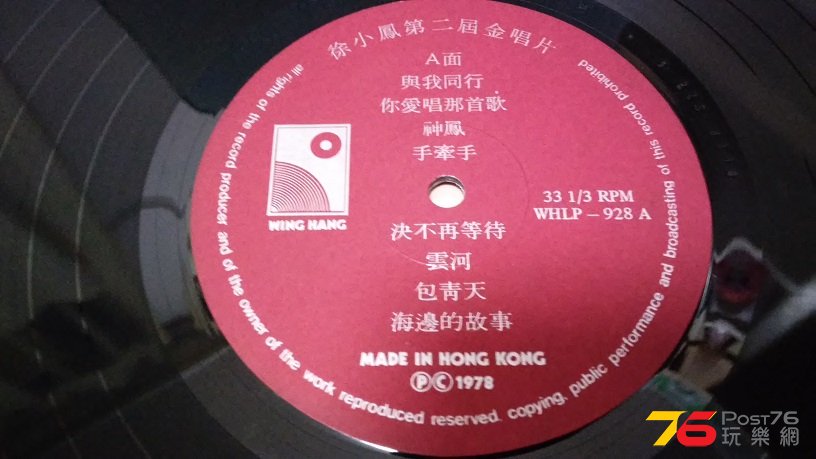 徐小鳳第二屆金唱片
A面
與我同行
你愛唱那首歌
神鳳
手牽手
WING HANG
33 1/3 RPM
WHLP – 928 A
決不再等待
雲河
包青天
海邊的故事
MADE IN HONG KONG
ⓅⒸ 1978
all rights of the record producer and of the owner of the work reproduced reserved. copying, public performance and broadcasting of this record prohibited
76 POST76
玩樂網